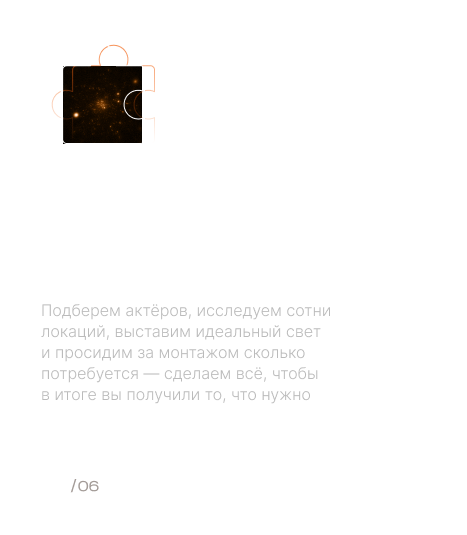 Подберем актёров, исследуем сотни
локаций, выставим идеальный свет
и просидим за монтажом сколько
потребуется — сделаем всё, чтобы
в итоге вы получили то, что нужно
/06